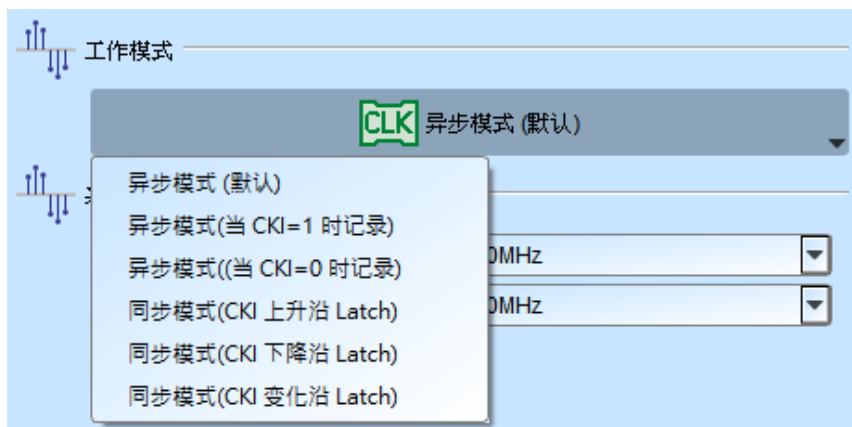 工作模式
CLK 异步模式 (默认)
异步模式 (默认)
异步模式(当 CKI=1 时记录)
异步模式((当 CKI=0 时记录)
0MHz
同步模式(CKI 上升沿 Latch)
0MHz
同步模式(CKI 下降沿 Latch)
同步模式(CKI 变化沿 Latch)